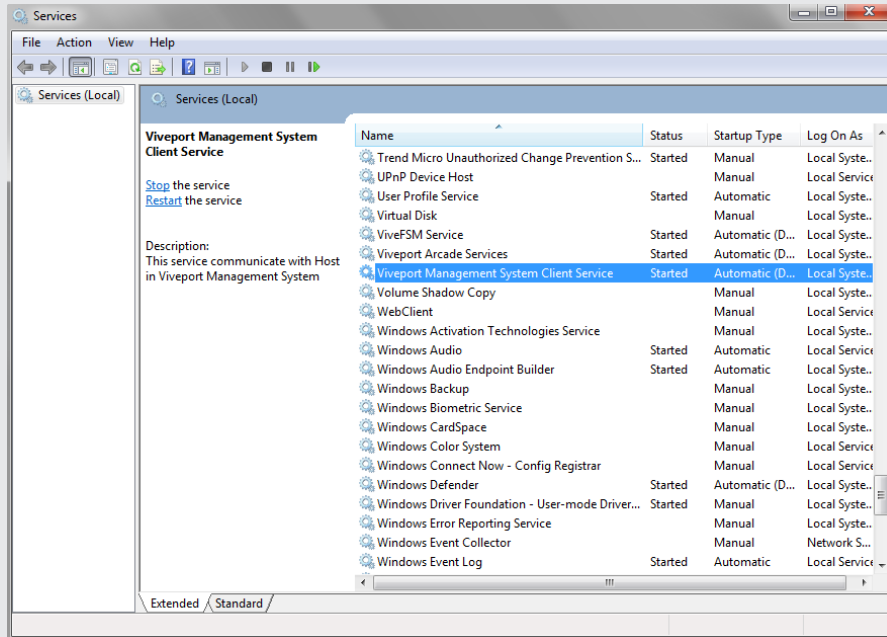 Services
File Action View Help
Services (Local)
Services (Local)
Viveport Management System
Client Service
Stop the service
Restart the service
Description:
This service communicate with Host
in Viveport Management System
Name Status Startup Type Log On As
Trend Micro Unauthorized Change Prevention S... Started Manual Local Syste..
UPnP Device Host Manual Local Service
User Profile Service Started Automatic Local Syste..
Virtual Disk Manual Local Syste..
ViveFSM Service Started Automatic (D... Local Syste..
Viveport Arcade Services Started Automatic (D... Local Syste..
Viveport Management System Client Service Started Automatic (D... Local Syste..
Volume Shadow Copy Manual Local Syste..
WebClient Manual Local Service
Windows Activation Technologies Service Manual Local Syste..
Windows Audio Started Automatic Local Service
Windows Audio Endpoint Builder Started Automatic Local Syste..
Windows Backup Manual Local Syste..
Windows Biometric Service Manual Local Syste..
Windows CardSpace Manual Local Syste..
Windows Color System Manual Local Service
Windows Connect Now - Config Registrar Manual Local Service
Windows Defender Started Automatic (D... Local Syste..
Windows Driver Foundation - User-mode Driver... Started Manual Local Syste..
Windows Error Reporting Service Manual Local Syste..
Windows Event Collector Manual Network S...
Windows Event Log Started Automatic Local Service
Extended Standard